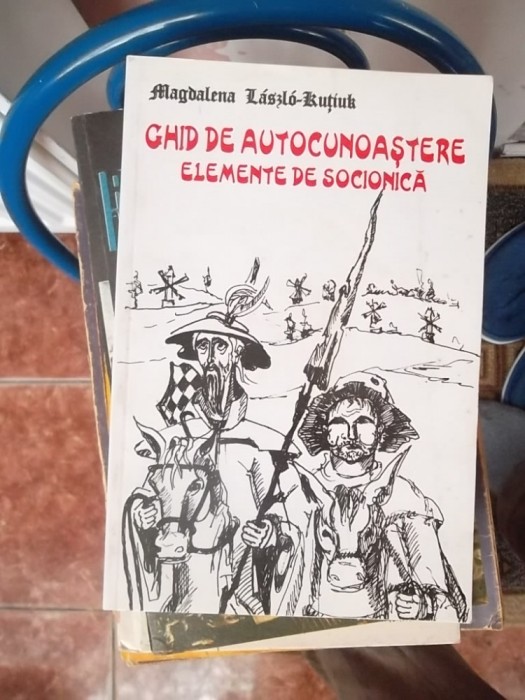 Magdalena László-Kuțiuk
GHID DE AUTOCUNOAȘTERE
ELEMENTE DE SOCIONICĂ